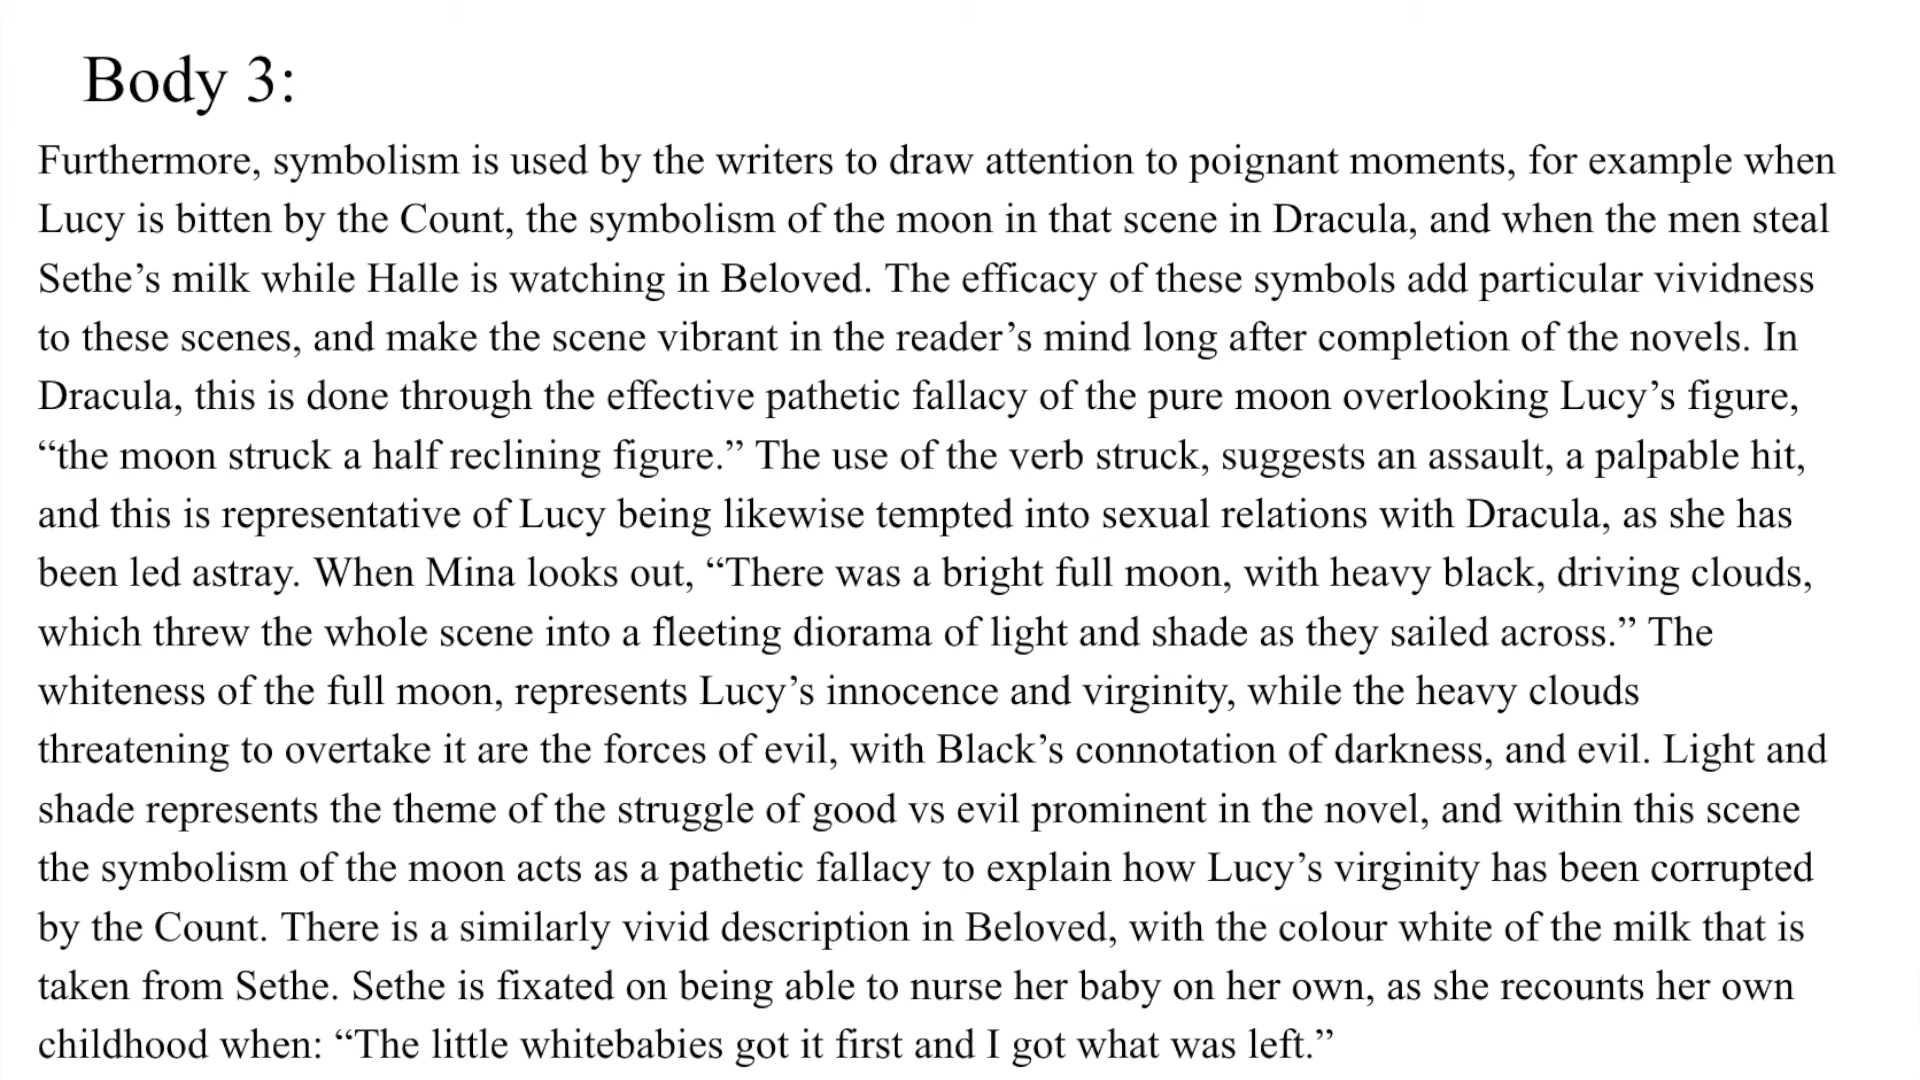 Body 3:
Furthermore, symbolism is used by the writers to draw attention to poignant moments, for example when
Lucy is bitten by the Count, the symbolism of the moon in that scene in Dracula, and when the men steal
Sethe’s milk while Halle is watching in Beloved. The efficacy of these symbols add particular vividness
to these scenes, and make the scene vibrant in the reader’s mind long after completion of the novels. In
Dracula, this is done through the effective pathetic fallacy of the pure moon overlooking Lucy’s figure,
“the moon struck a half reclining figure.” The use of the verb struck, suggests an assault, a palpable hit,
and this is representative of Lucy being likewise tempted into sexual relations with Dracula, as she has
been led astray. When Mina looks out, “There was a bright full moon, with heavy black, driving clouds,
which threw the whole scene into a fleeting diorama of light and shade as they sailed across.” The
whiteness of the full moon, represents Lucy’s innocence and virginity, while the heavy clouds
threatening to overtake it are the forces of evil, with Black’s connotation of darkness, and evil. Light and
shade represents the theme of the struggle of good vs evil prominent in the novel, and within this scene
the symbolism of the moon acts as a pathetic fallacy to explain how Lucy’s virginity has been corrupted
by the Count. There is a similarly vivid description in Beloved, with the colour white of the milk that is
taken from Sethe. Sethe is fixated on being able to nurse her baby on her own, as she recounts her own
childhood when: “The little whitebabies got it first and I got what was left.”